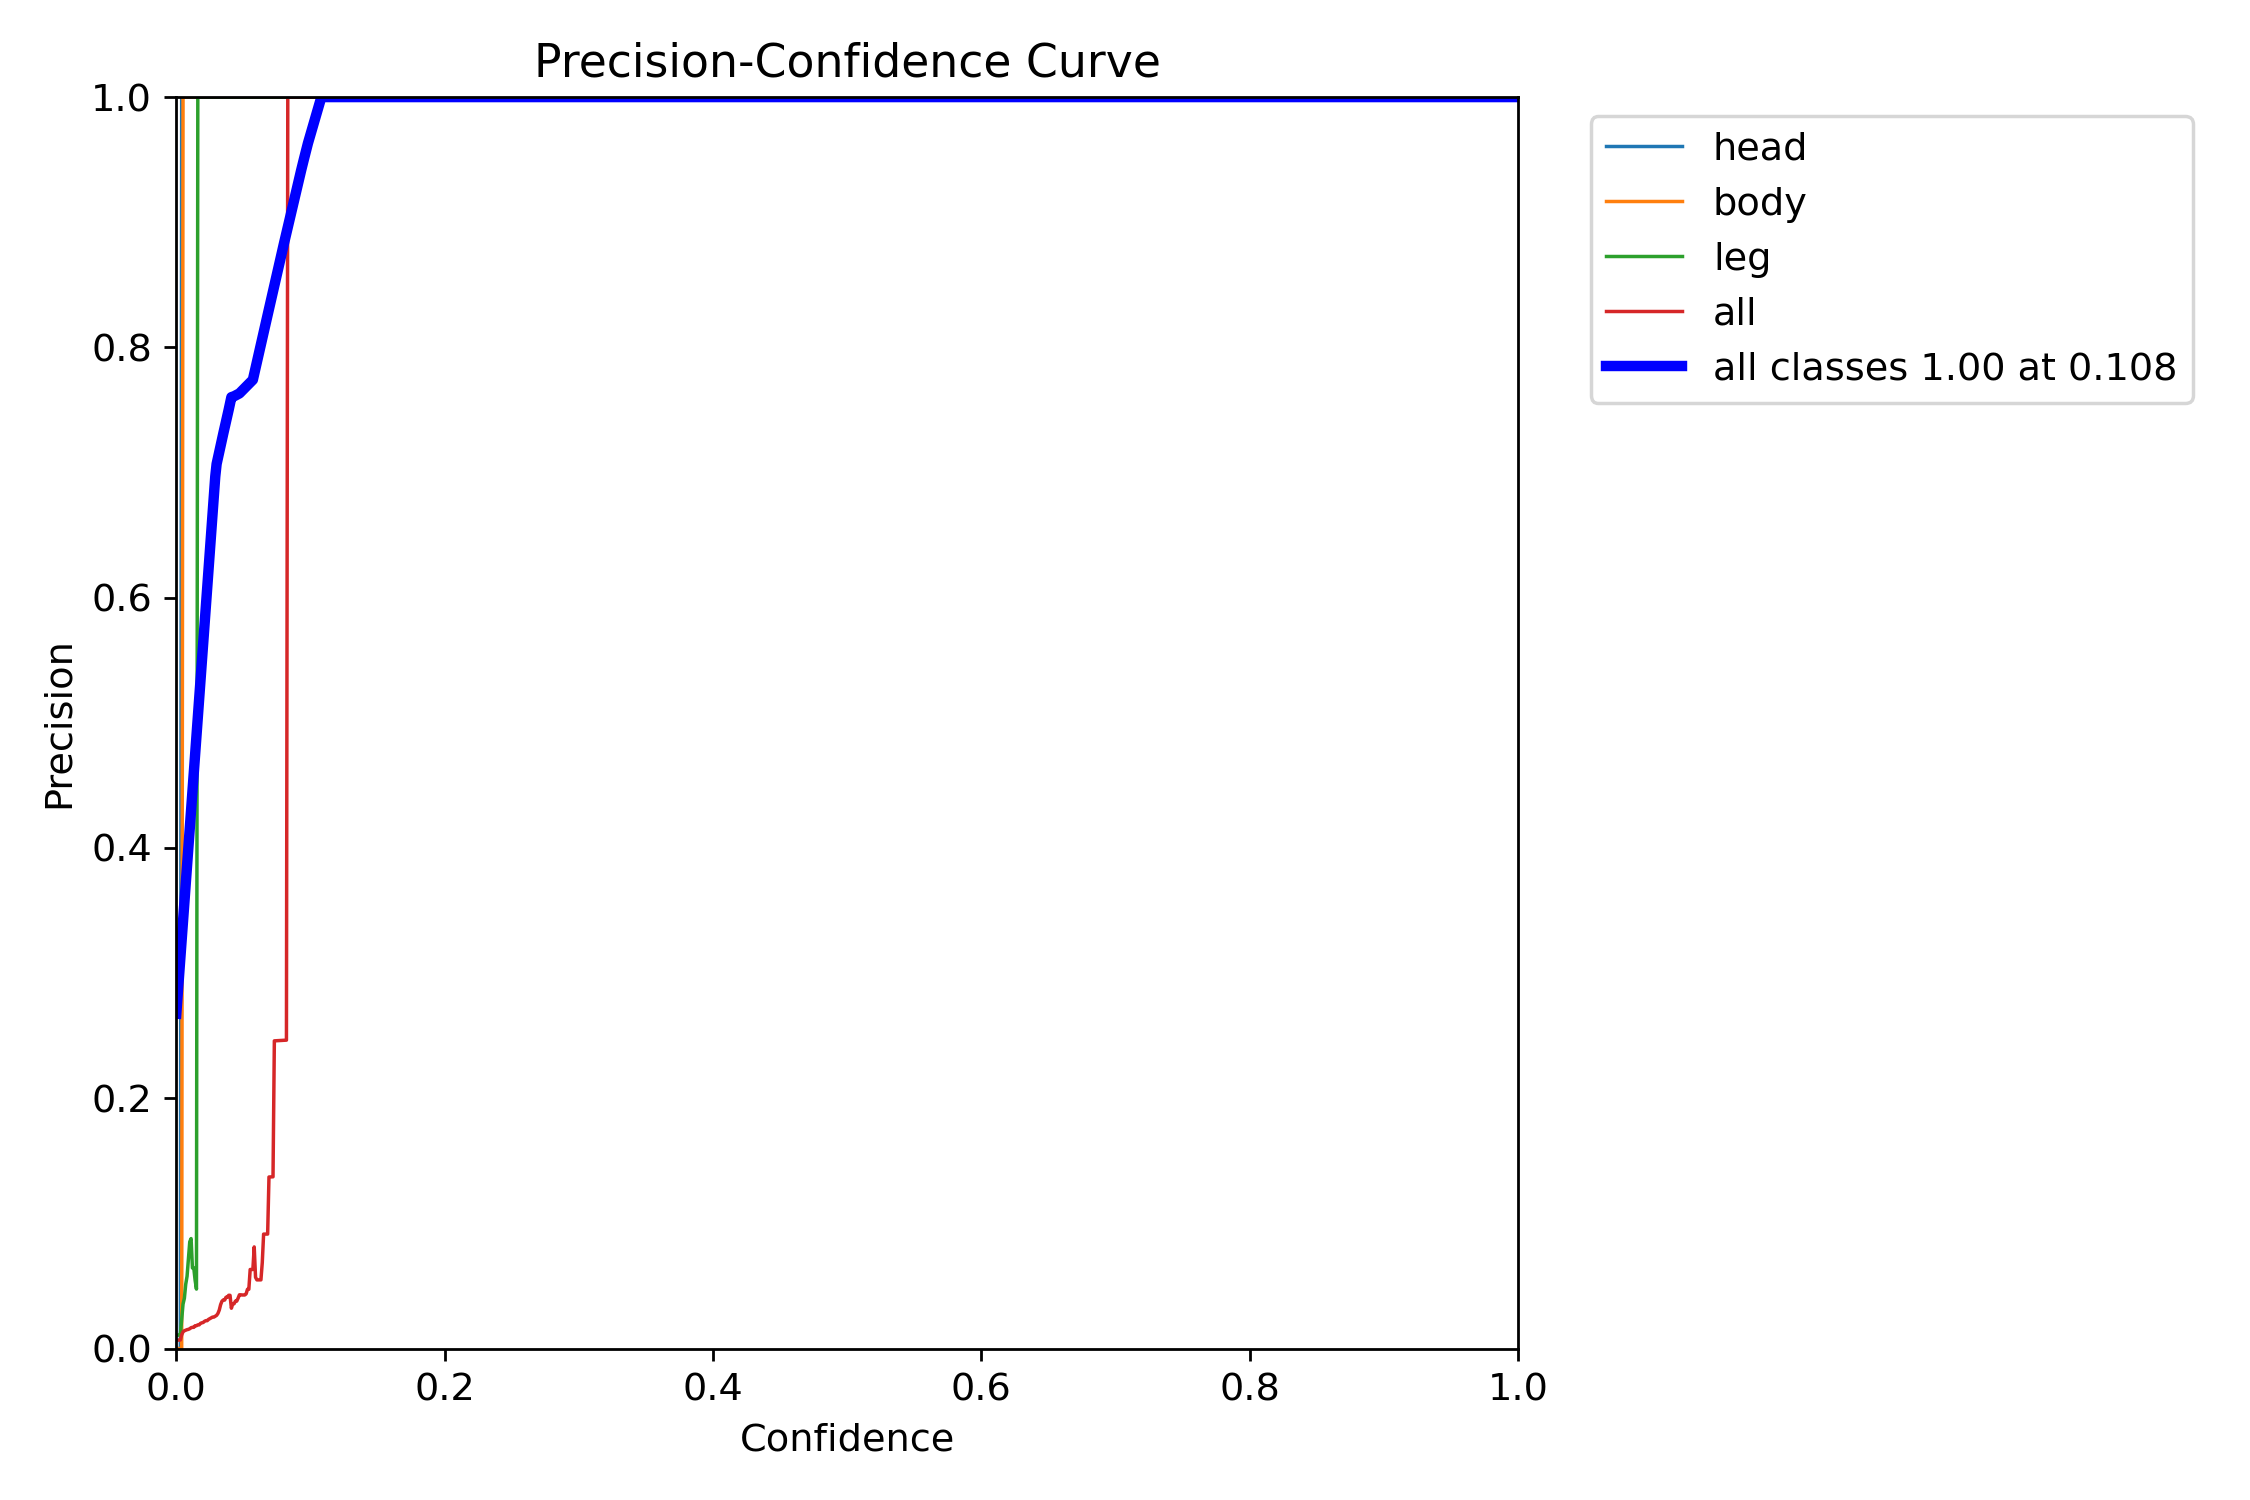 Precision-Confidence Curve
1.0
0.8
0.6
0.4
0.2
0.0
Precision
0.0 0.2 0.4 0.6 0.8 1.0
Confidence
head
body
leg
all
all classes 1.00 at 0.108